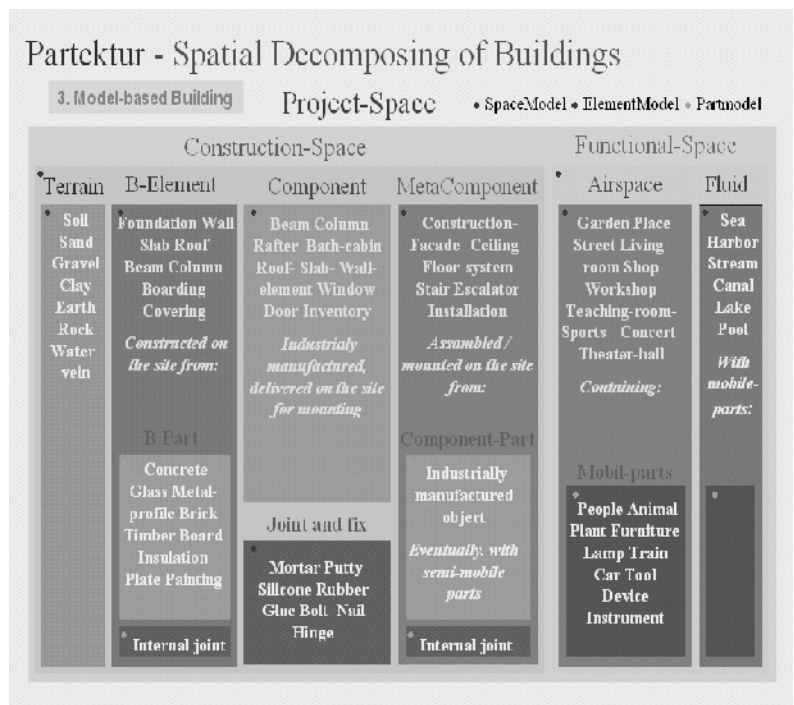 Partektur - Spatial Decomposing of Buildings
3. Model-based Building
Project-Space
• SpaceModel • ElementModel • Partmodel
Construction-Space
Functional-Space
Terrain
Soil
Sand
Gravel
Clay
Earth
Rock
Water
vein
B-Element
Foundation Wall
Slab Roof
Beam Column
Boarding
Covering
Constructed on
the site from:
B Part
Concrete
Glass Metal-
profile Brick
Timber Board
Insulation
Plate Painting
Internal joint
Component
Beam Column
Rafter Bath-cabin
Roof- Slab- Wall-
element Window
Door Inventory
Industrialy
manufactured,
delivered on the site
for mounting
Joint and fix
Mortar Putty
Silicone Rubber
Glue Bolt Nail
Hinge
MetaComponent
Construction-
Facade Ceiling
Floor system
Stair Escalator
Installation
Assambled /
mounted on the site
from:
Component-Part
Industrially
manufactured
object
Eventually, with
semi-mobile
parts
Internal joint
Airspace
Garden Place
Street Living
room Shop
Workshop
Teaching-room-
Sports Concert
Theatar-hall
Contnining:
Mobil-parts
People Animal
Plant Furniture
Lamp Train
Car Tool
Device
Instrument
Fluid
Sea
Harbor
Stream
Canal
Lake
Pool
With
mobile-
parts: